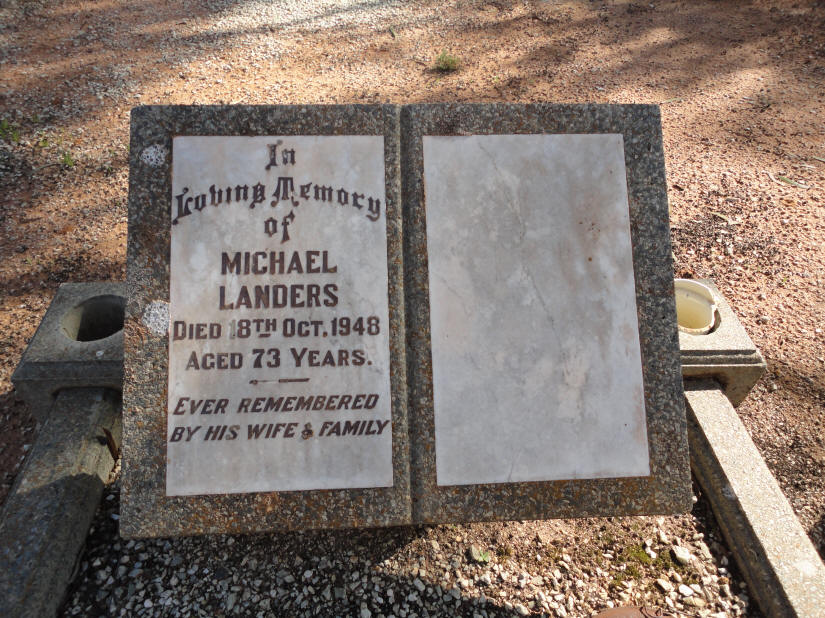 In
Loving Memory
of
MICHAEL
LANDERS
DIED 18TH OCT. 1948
AGED 73 YEARS.
EVER REMEMBERED
BY HIS WIFE & FAMILY